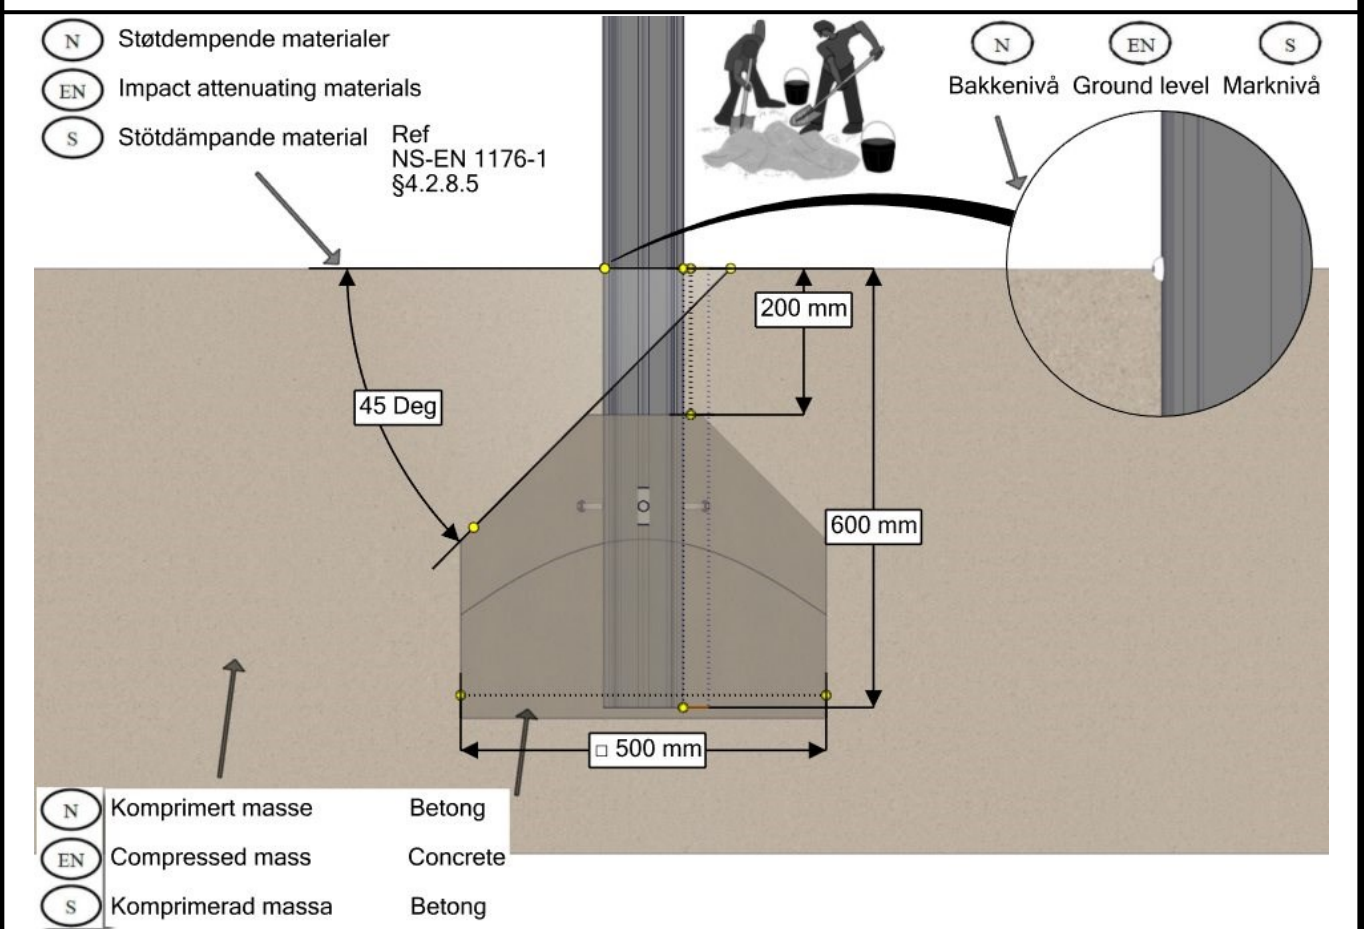 N Støtdempende materialer
EN Impact attenuating materials
S Stötdämpande material
Ref
NS-EN 1176-1
§4.2.8.5
N EN S
Bakkenivå Ground level Marknivå
200 mm
45 Deg
600 mm
□ 500 mm
N Komprimert masse Betong
EN Compressed mass Concrete
S Komprimerad massa Betong